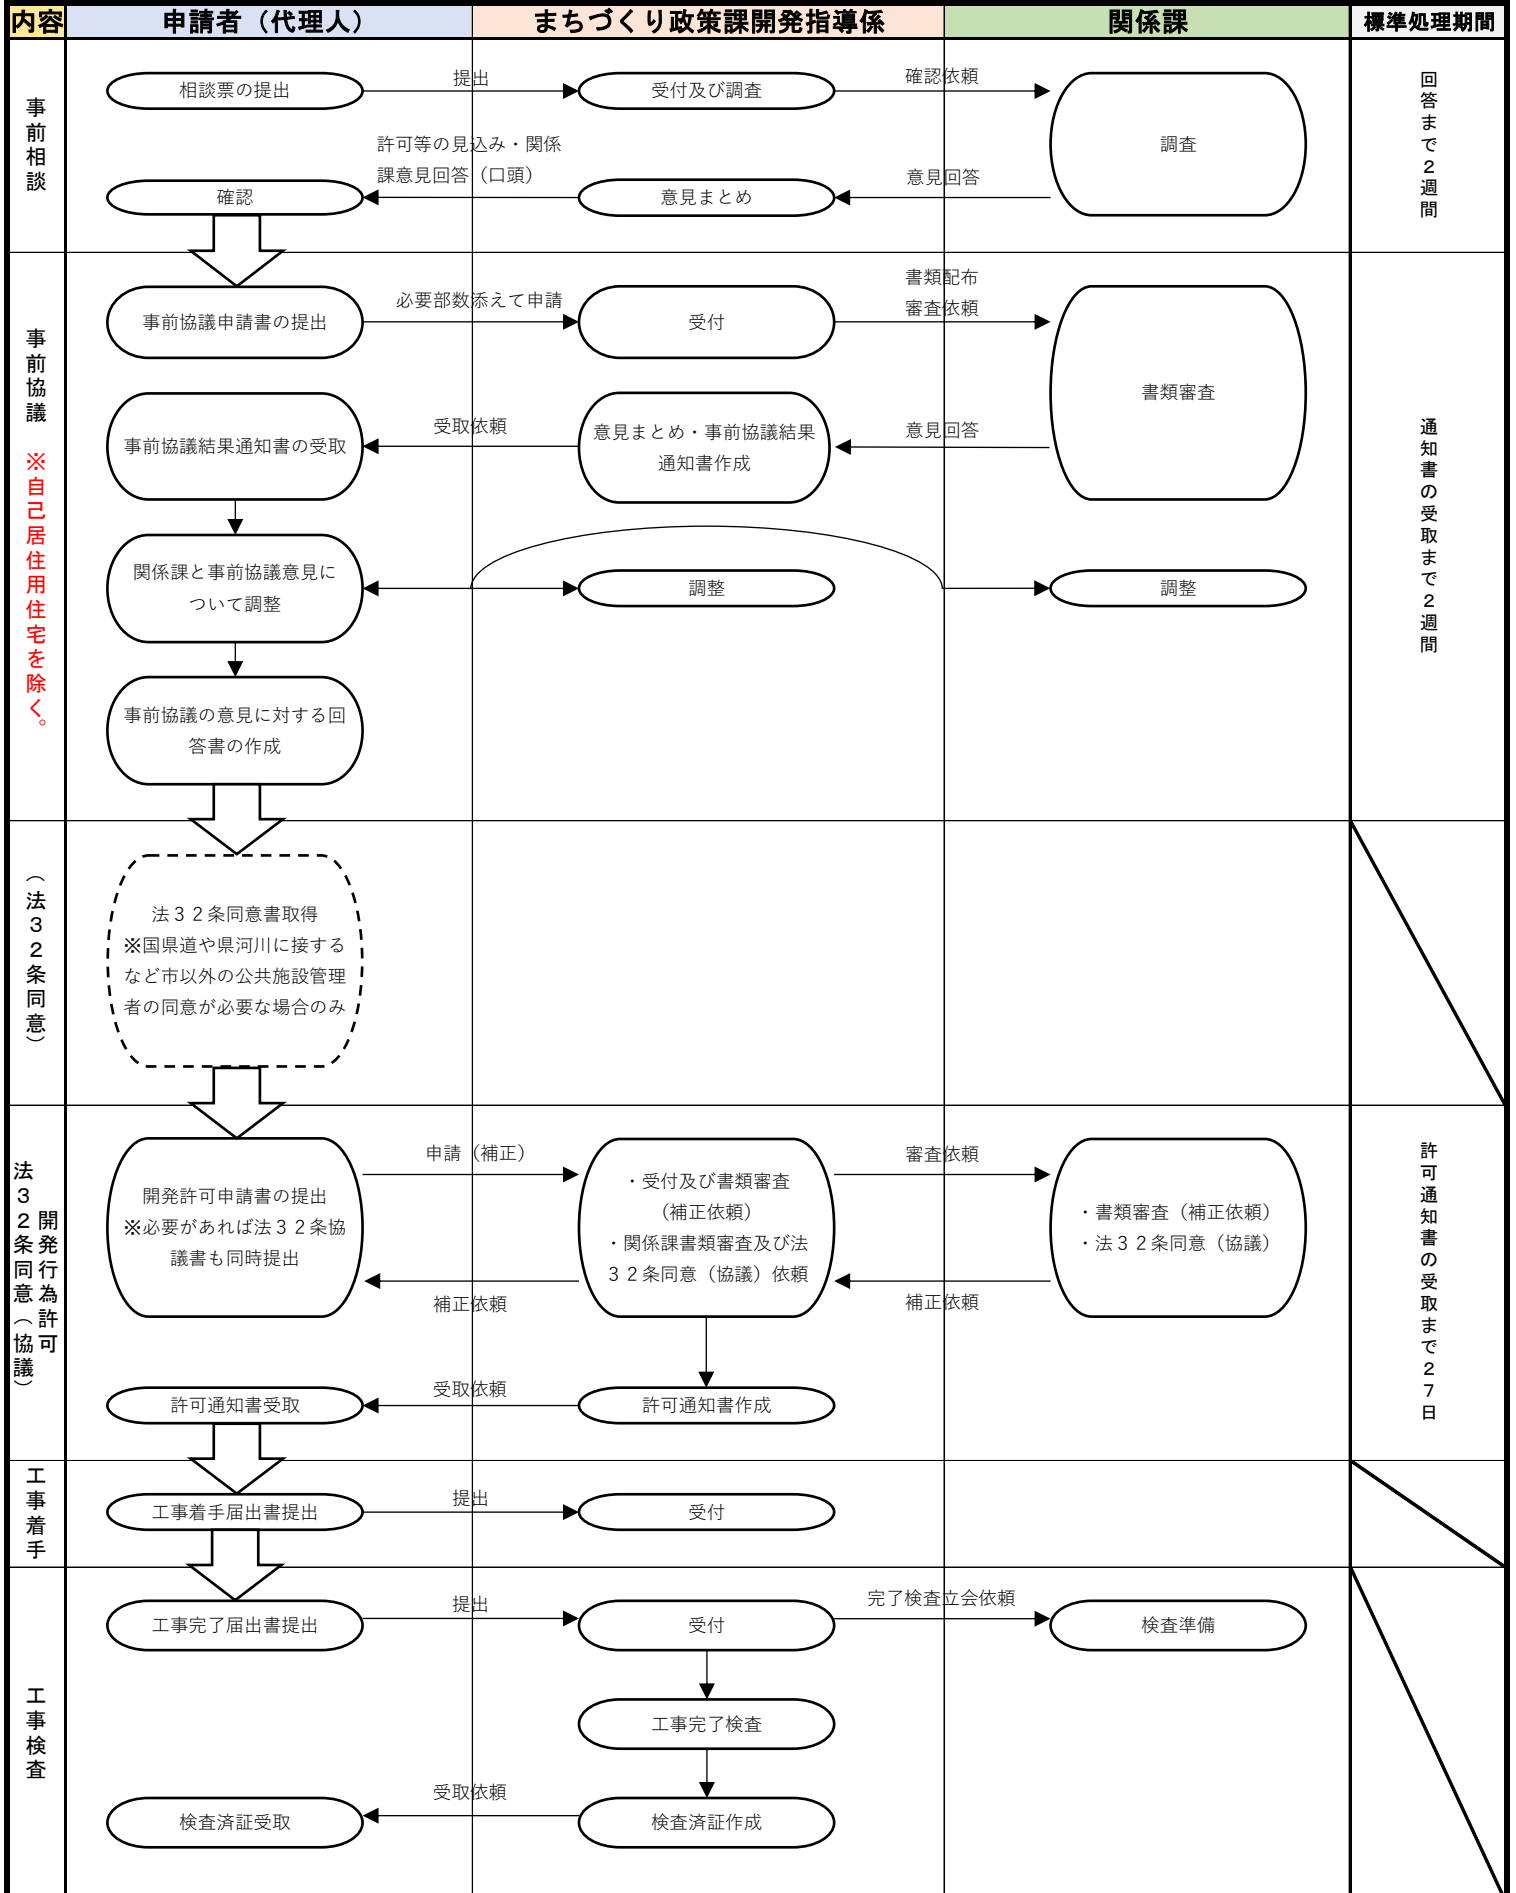 内容
申請者（代理人）
まちづくり政策課開発指導係
関係課
標準処理期間
事前相談
相談票の提出
提出
受付及び調査
確認依頼
調査
許可等の見込み・関係
課意見回答（口頭）
確認
意見まとめ
意見回答
回答まで２週間
事前協議　※自己居住用住宅を除く。
事前協議申請書の提出
必要部数添えて申請
受付
書類配布
審査依頼
書類審査
事前協議結果通知書の受取
受取依頼
意見まとめ・事前協議結果
通知書作成
意見回答
関係課と事前協議意見に
ついて調整
調整
調整
事前協議の意見に対する回
答書の作成
通知書の受取まで２週間
（法３２条同意）
法３２条同意書取得
※国県道や県河川に接する
など市以外の公共施設管理
者の同意が必要な場合のみ
開発行為許可
法３２条同意（協議）
開発許可申請書の提出
※必要があれば法３２条協
議書も同時提出
申請（補正）
・受付及び書類審査
（補正依頼）
・関係課書類審査及び法
３２条同意（協議）依頼
審査依頼
・書類審査（補正依頼）
・法３２条同意（協議）
補正依頼
補正依頼
許可通知書受取
受取依頼
許可通知書作成
許可通知書の受取まで２７日
工事着手
工事着手届出書提出
提出
受付
工事検査
工事完了届出書提出
提出
受付
完了検査立会依頼
検査準備
工事完了検査
検査済証受取
受取依頼
検査済証作成